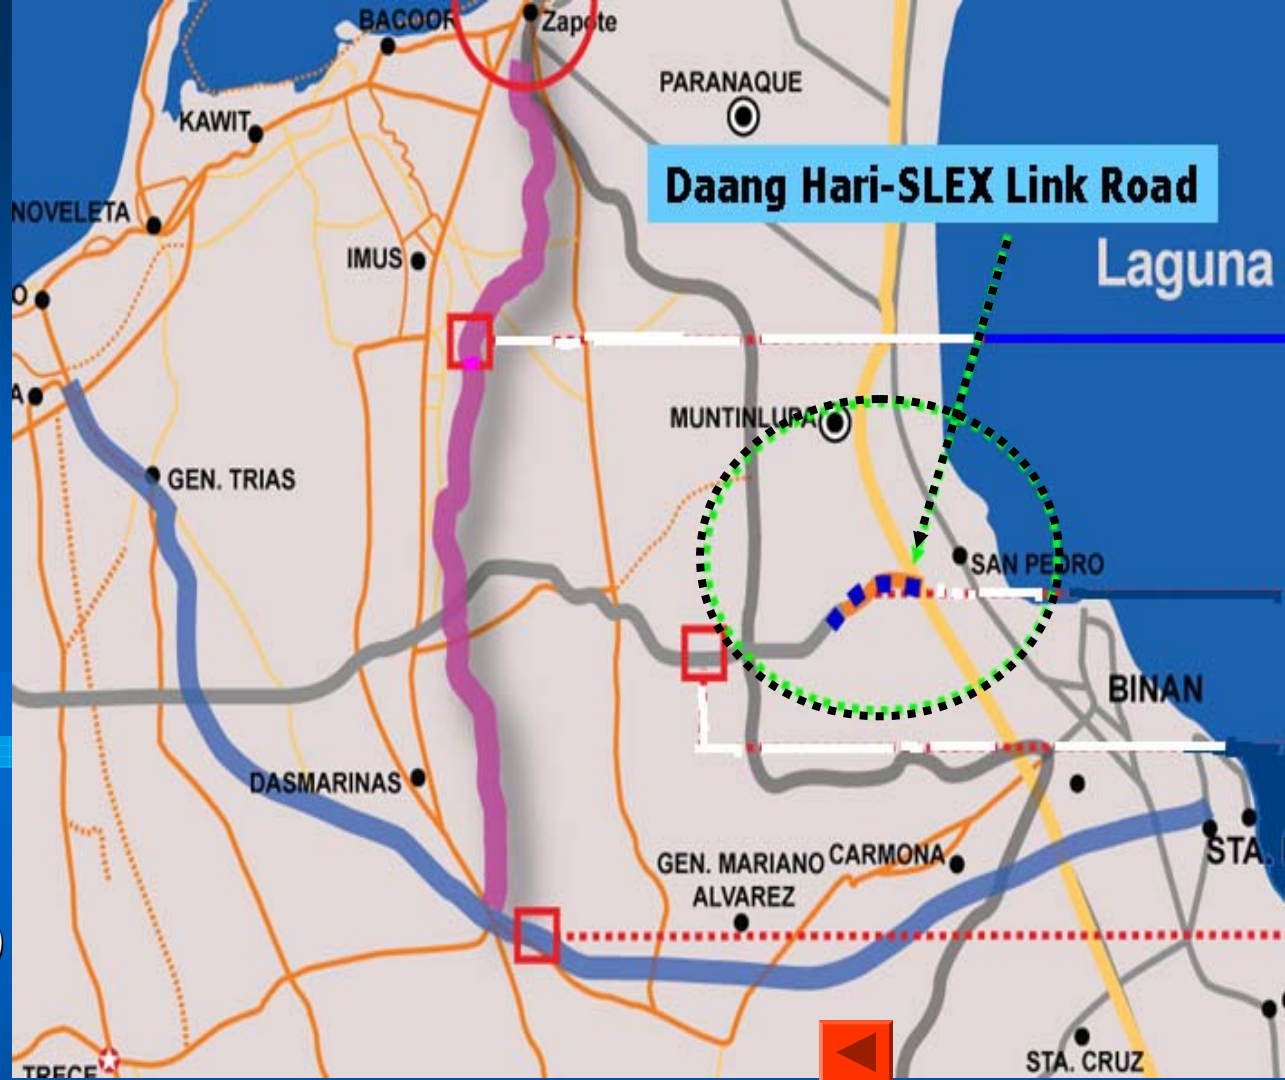 BACOOR
Zapote
PARANAQUE
KAWIT
Daang Hari-SLEX Link Road
NOVELETA
IMUS
Laguna
O
A
MUNTINLUPA
GEN. TRIAS
SAN PEDRO
BINAN
DASMARINAS
GEN. MARIANO
ALVAREZ
CARMONA
STA.
STA. CRUZ
TRECE